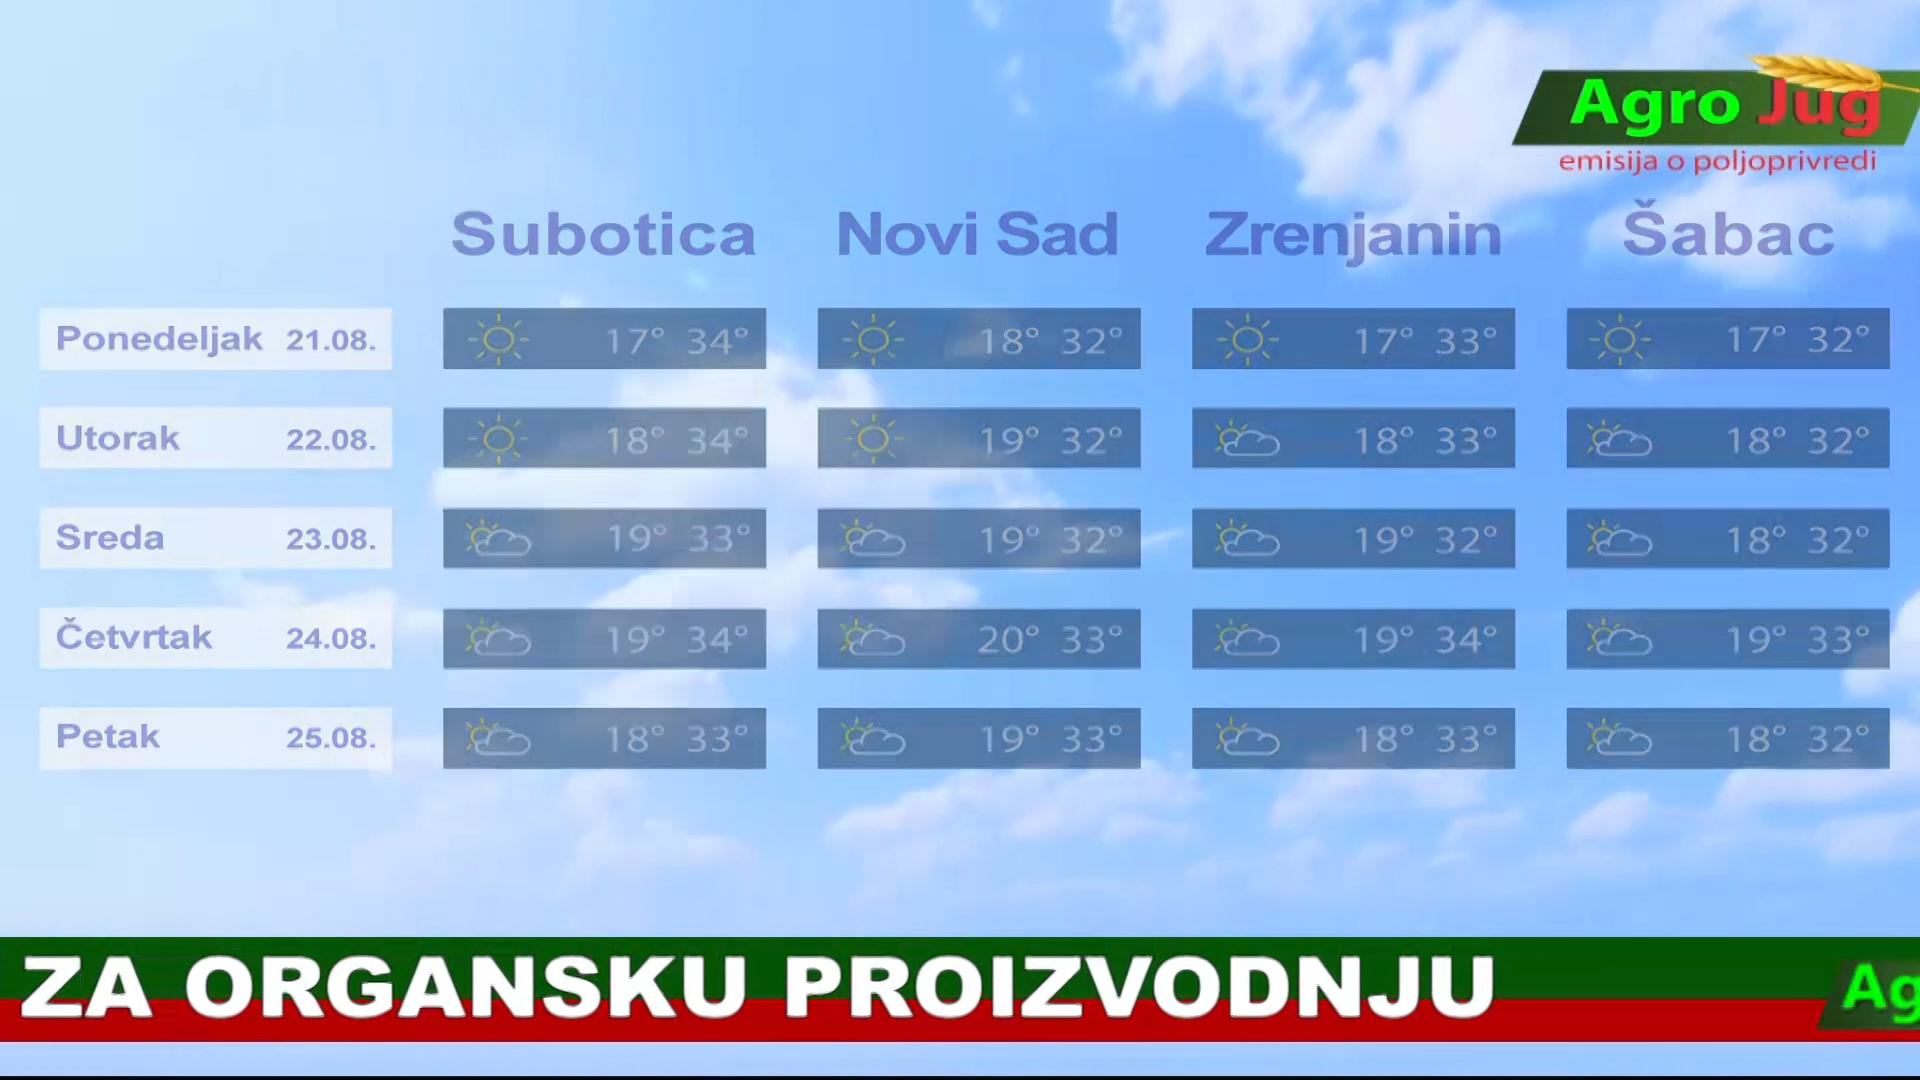 Agro Jug
emisija o poljoprivredi
Subotica Novi Sad Zrenjanin Šabac
Ponedeljak 21.08. 17° 34° 18° 32° 17° 33° 17° 32°
Utorak 22.08. 18° 34° 19° 32° 18° 33° 18° 32°
Sreda 23.08. 19° 33° 19° 32° 19° 32° 18° 32°
Četvrtak 24.08. 19° 34° 20° 33° 19° 34° 19° 33°
Petak 25.08. 18° 33° 19° 33° 18° 33° 18° 32°
ZA ORGANSKU PROIZVODNJU Ag